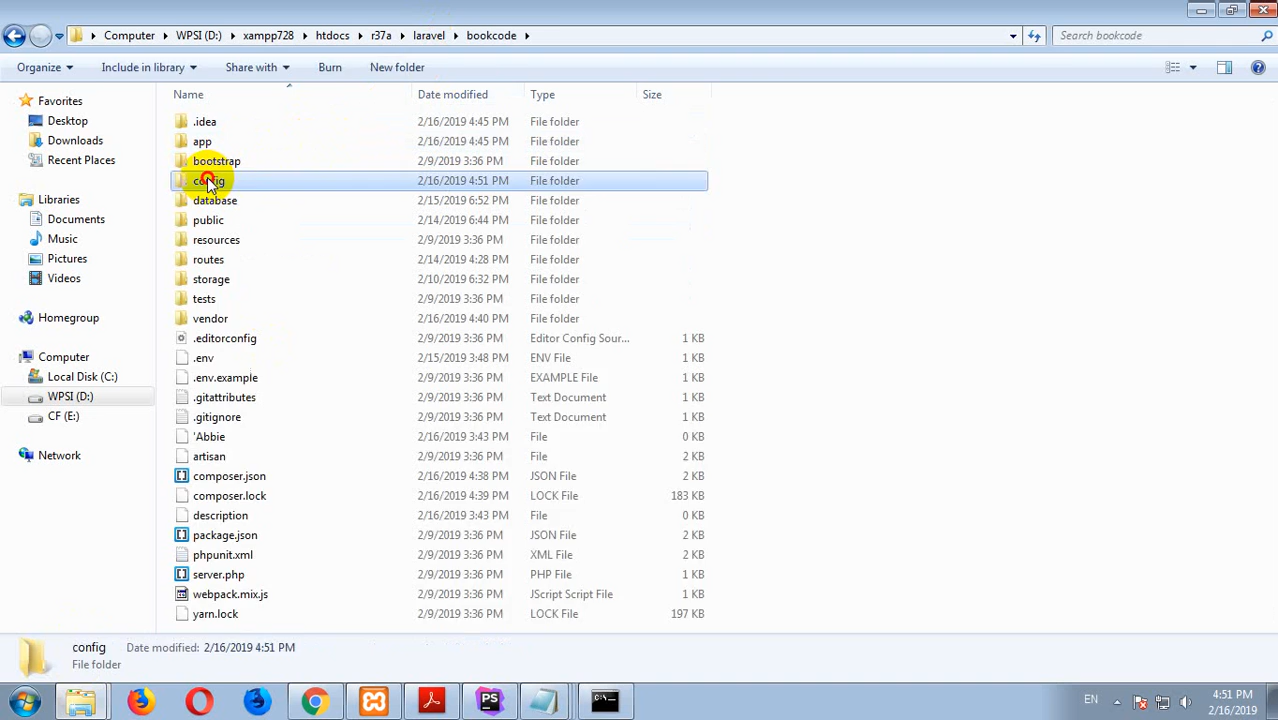 Computer WPSI (D:) xampp728 htdocs r37a laravel bookcode Search bookcode
Organize Include in library Share with Burn New folder
Name Date modified Type Size
Favorites
Desktop
Downloads
Recent Places
Libraries
Documents
Music
Pictures
Videos
Homegroup
Computer
Local Disk (C:)
WPSI (D:)
CF (E:)
Network
.idea 2/16/2019 4:45 PM File folder
app 2/16/2019 4:45 PM File folder
bootstrap 2/9/2019 3:36 PM File folder
config 2/16/2019 4:51 PM File folder
database 2/15/2019 6:52 PM File folder
public 2/14/2019 6:44 PM File folder
resources 2/9/2019 3:36 PM File folder
routes 2/14/2019 4:28 PM File folder
storage 2/10/2019 6:32 PM File folder
tests 2/9/2019 3:36 PM File folder
vendor 2/16/2019 4:40 PM File folder
.editorconfig 2/9/2019 3:36 PM Editor Config Sour... 1 KB
.env 2/15/2019 3:48 PM ENV File 1 KB
.env.example 2/9/2019 3:36 PM EXAMPLE File 1 KB
.gitattributes 2/9/2019 3:36 PM Text Document 1 KB
.gitignore 2/9/2019 3:36 PM Text Document 1 KB
'Abbie 2/16/2019 3:43 PM File 0 KB
artisan 2/9/2019 3:36 PM File 2 KB
composer.json 2/16/2019 4:38 PM JSON File 2 KB
composer.lock 2/16/2019 4:39 PM LOCK File 183 KB
description 2/16/2019 3:43 PM File 0 KB
package.json 2/9/2019 3:36 PM JSON File 2 KB
phpunit.xml 2/9/2019 3:36 PM XML File 2 KB
server.php 2/9/2019 3:36 PM PHP File 1 KB
webpack.mix.js 2/9/2019 3:36 PM JScript Script File 1 KB
yarn.lock 2/9/2019 3:36 PM LOCK File 197 KB
config Date modified: 2/16/2019 4:51 PM
File folder
PS
C:\
EN
4:51 PM
2/16/2019